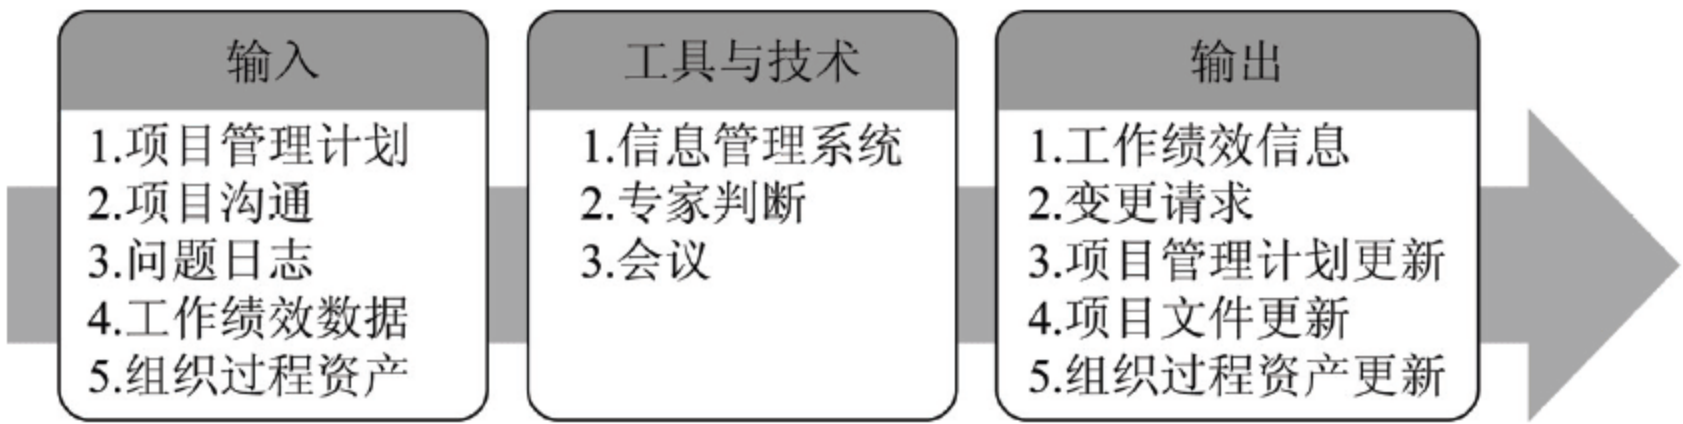 输入
1.项目管理计划
2.项目沟通
3.问题日志
4.工作绩效数据
5.组织过程资产
工具与技术
1.信息管理系统
2.专家判断
3.会议
输出
1.工作绩效信息
2.变更请求
3.项目管理计划更新
4.项目文件更新
5.组织过程资产更新